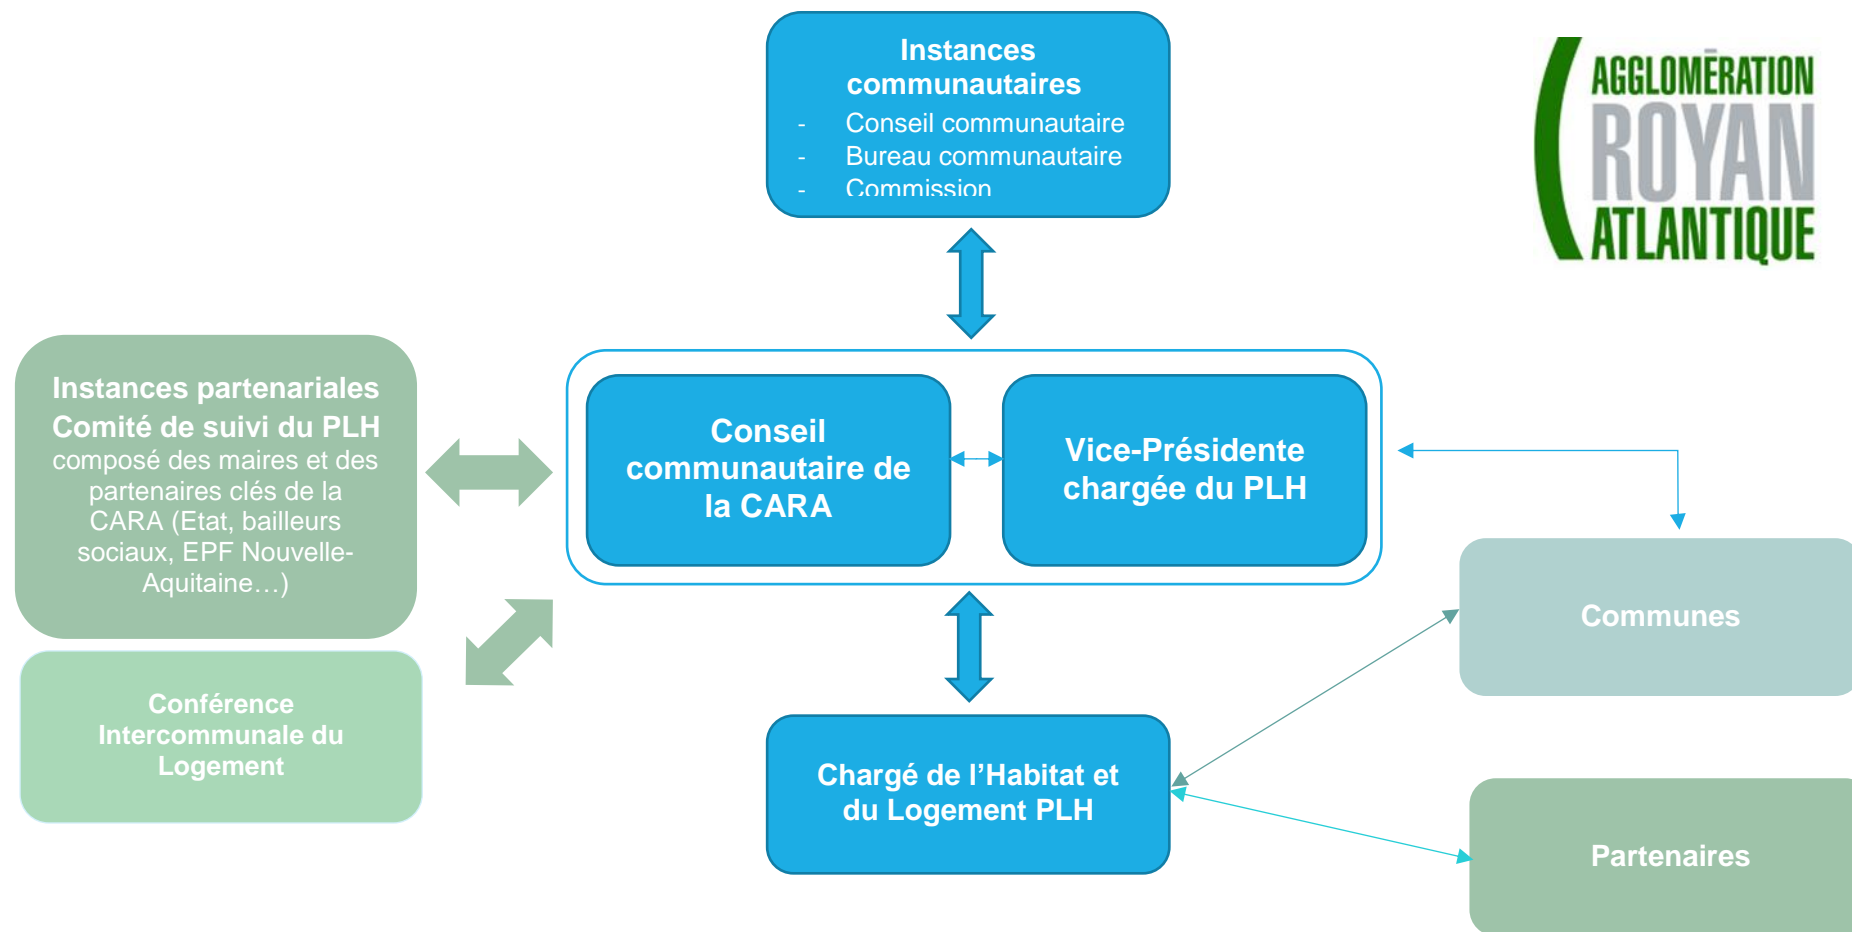 Instances
communautaires
- Conseil communautaire
- Bureau communautaire
- Commission
AGGLOMÉRATION
ROYAN
ATLANTIQUE
Instances partenariales
Comité de suivi du PLH
composé des maires et des
partenaires clés de la
CARA (Etat, bailleurs
sociaux, EPF Nouvelle-
Aquitaine…)
Conseil
communautaire de
la CARA
Vice-Présidente
chargée du PLH
Communes
Conférence
Intercommunale du
Logement
Chargé de l’Habitat et
du Logement PLH
Partenaires